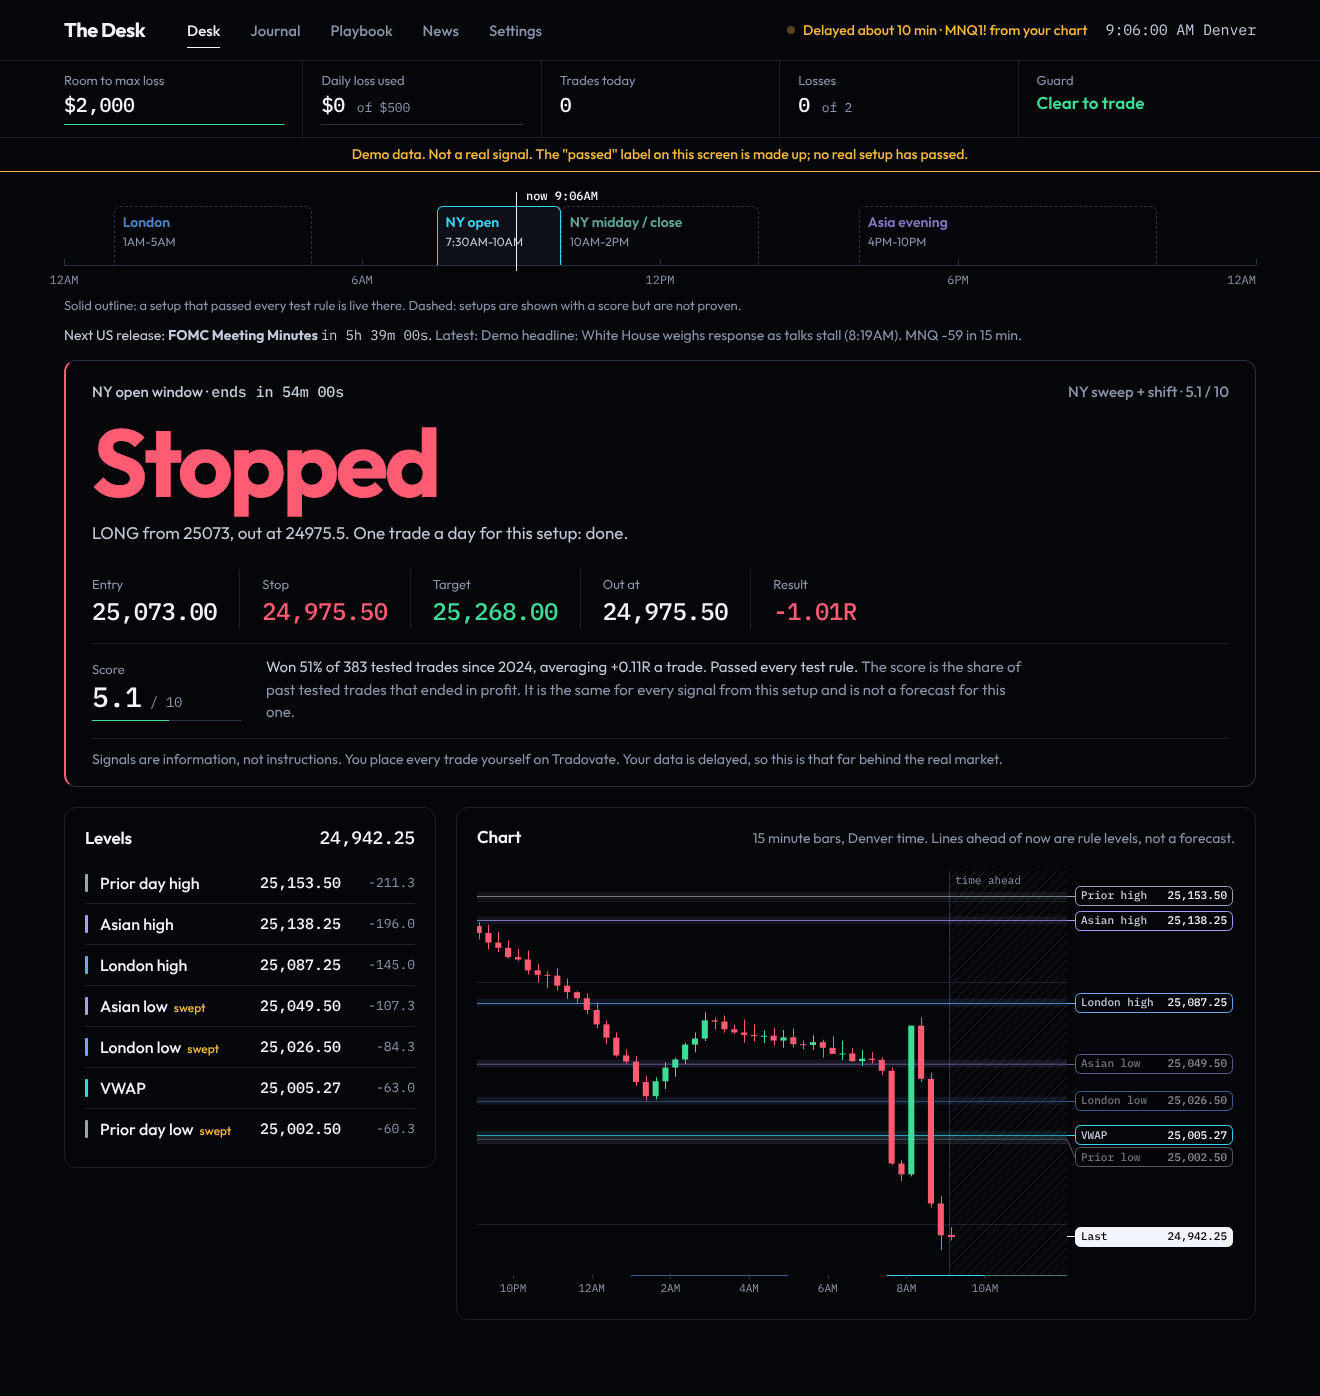 The Desk
Desk
Journal
Playbook
News
Settings
Delayed about 10 min · MNQ1! from your chart
9:06:00 AM Denver
Room to max loss
$2,000
Daily loss used
$0 of $500
Trades today
0
Losses
0 of 2
Guard
Clear to trade
Demo data. Not a real signal. The "passed" label on this screen is made up; no real setup has passed.
now 9:06AM
London
1AM-5AM
NY open
7:30AM-10AM
NY midday / close
10AM-2PM
Asia evening
4PM-10PM
12AM
6AM
12PM
6PM
12AM
Solid outline: a setup that passed every test rule is live there. Dashed: setups are shown with a score but are not proven.
Next US release: FOMC Meeting Minutes in 5h 39m 00s. Latest: Demo headline: White House weighs response as talks stall (8:19AM). MNQ -59 in 15 min.
NY open window · ends in 54m 00s
NY sweep + shift · 5.1 / 10
Stopped
LONG from 25073, out at 24975.5. One trade a day for this setup: done.
Entry
25,073.00
Stop
24,975.50
Target
25,268.00
Out at
24,975.50
Result
-1.01R
Score
5.1 / 10
Won 51% of 383 tested trades since 2024, averaging +0.11R a trade. Passed every test rule. The score is the share of
past tested trades that ended in profit. It is the same for every signal from this setup and is not a forecast for this
one.
Signals are information, not instructions. You place every trade yourself on Tradovate. Your data is delayed, so this is that far behind the real market.
Levels
24,942.25
Prior day high 25,153.50 -211.3
Asian high 25,138.25 -196.0
London high 25,087.25 -145.0
Asian low swept 25,049.50 -107.3
London low swept 25,026.50 -84.3
VWAP 25,005.27 -63.0
Prior day low swept 25,002.50 -60.3
Chart
15 minute bars, Denver time. Lines ahead of now are rule levels, not a forecast.
time ahead
Prior high 25,153.50
Asian high 25,138.25
London high 25,087.25
Asian low 25,049.50
London low 25,026.50
VWAP 25,005.27
Prior low 25,002.50
Last 24,942.25
10PM
12AM
2AM
4AM
6AM
8AM
10AM